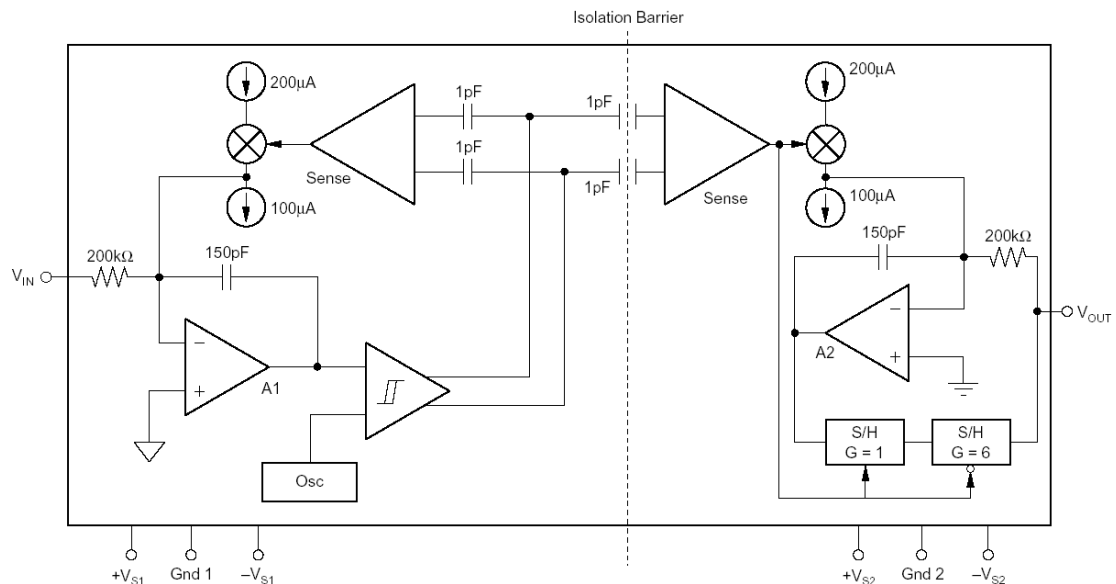 Isolation Barrier
200μA
1pF
1pF
200μA
1pF
1pF
Sense
Sense
100μA
100μA
200kΩ
150pF
150pF
200kΩ
V_IN
V_OUT
−
+
A1
A2
−
+
Osc
S/H
G = 1
S/H
G = 6
+V_S1
Gnd 1
–V_S1
+V_S2
Gnd 2
–V_S2